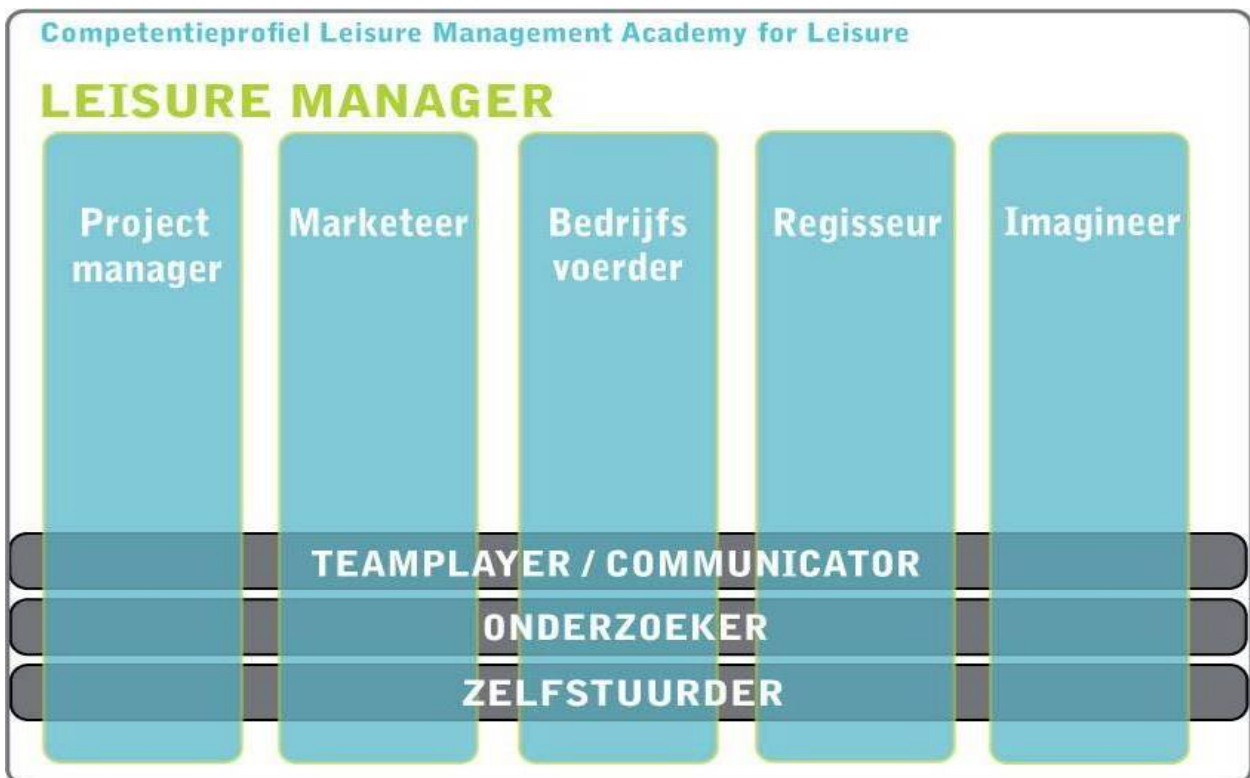 Competentieprofiel Leisure Management Academy for Leisure
LEISURE MANAGER
Project
manager
Marketeer
Bedrijfs
voerder
Regisseur
Imagineer
TEAMPLAYER / COMMUNICATOR
ONDERZOEKER
ZELFSTUURDER